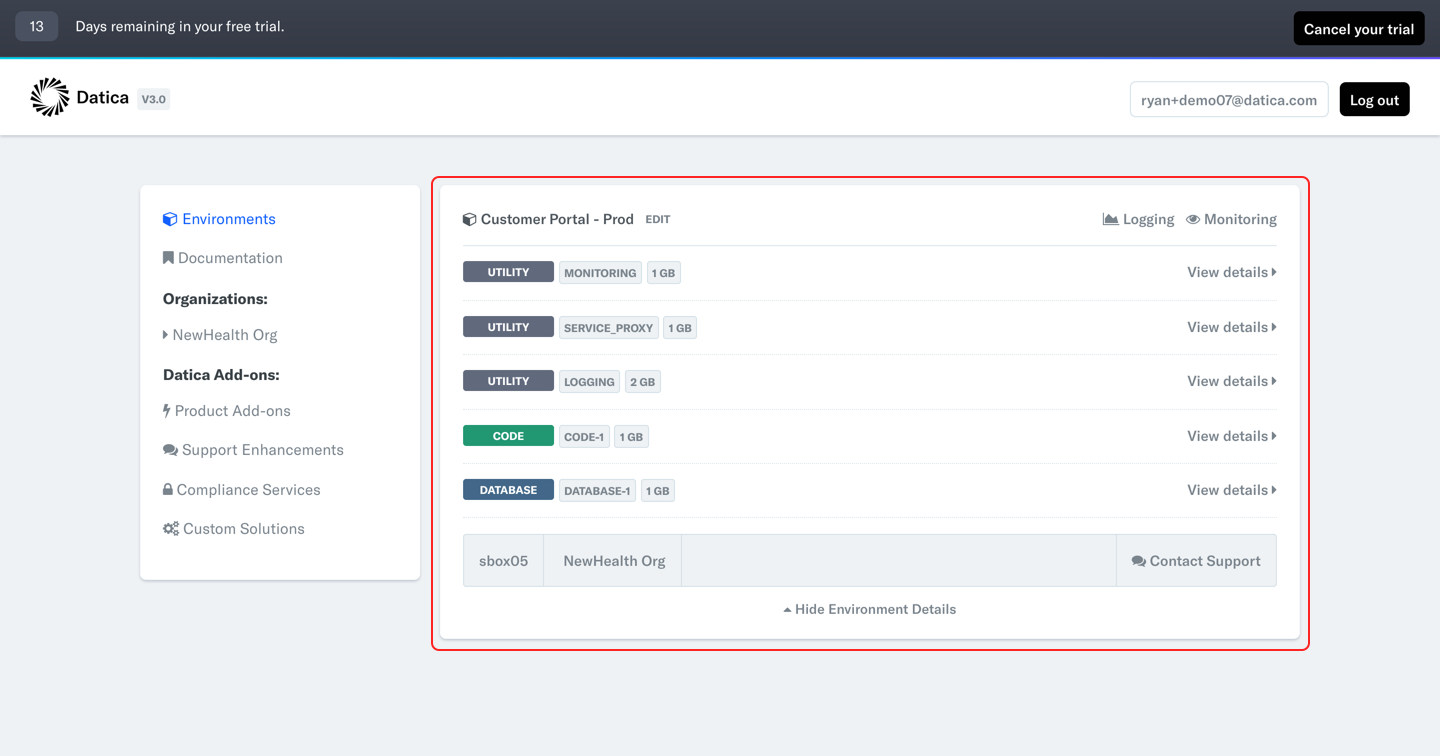 13 Days remaining in your free trial. Cancel your trial
Datica V3.0 ryan+demo07@datica.com Log out
Environments
Documentation
Organizations:
NewHealth Org
Datica Add-ons:
Product Add-ons
Support Enhancements
Compliance Services
Custom Solutions
Customer Portal - Prod EDIT Logging Monitoring
UTILITY MONITORING 1 GB View details
UTILITY SERVICE_PROXY 1 GB View details
UTILITY LOGGING 2 GB View details
CODE CODE-1 1 GB View details
DATABASE DATABASE-1 1 GB View details
sbox05 NewHealth Org Contact Support
Hide Environment Details